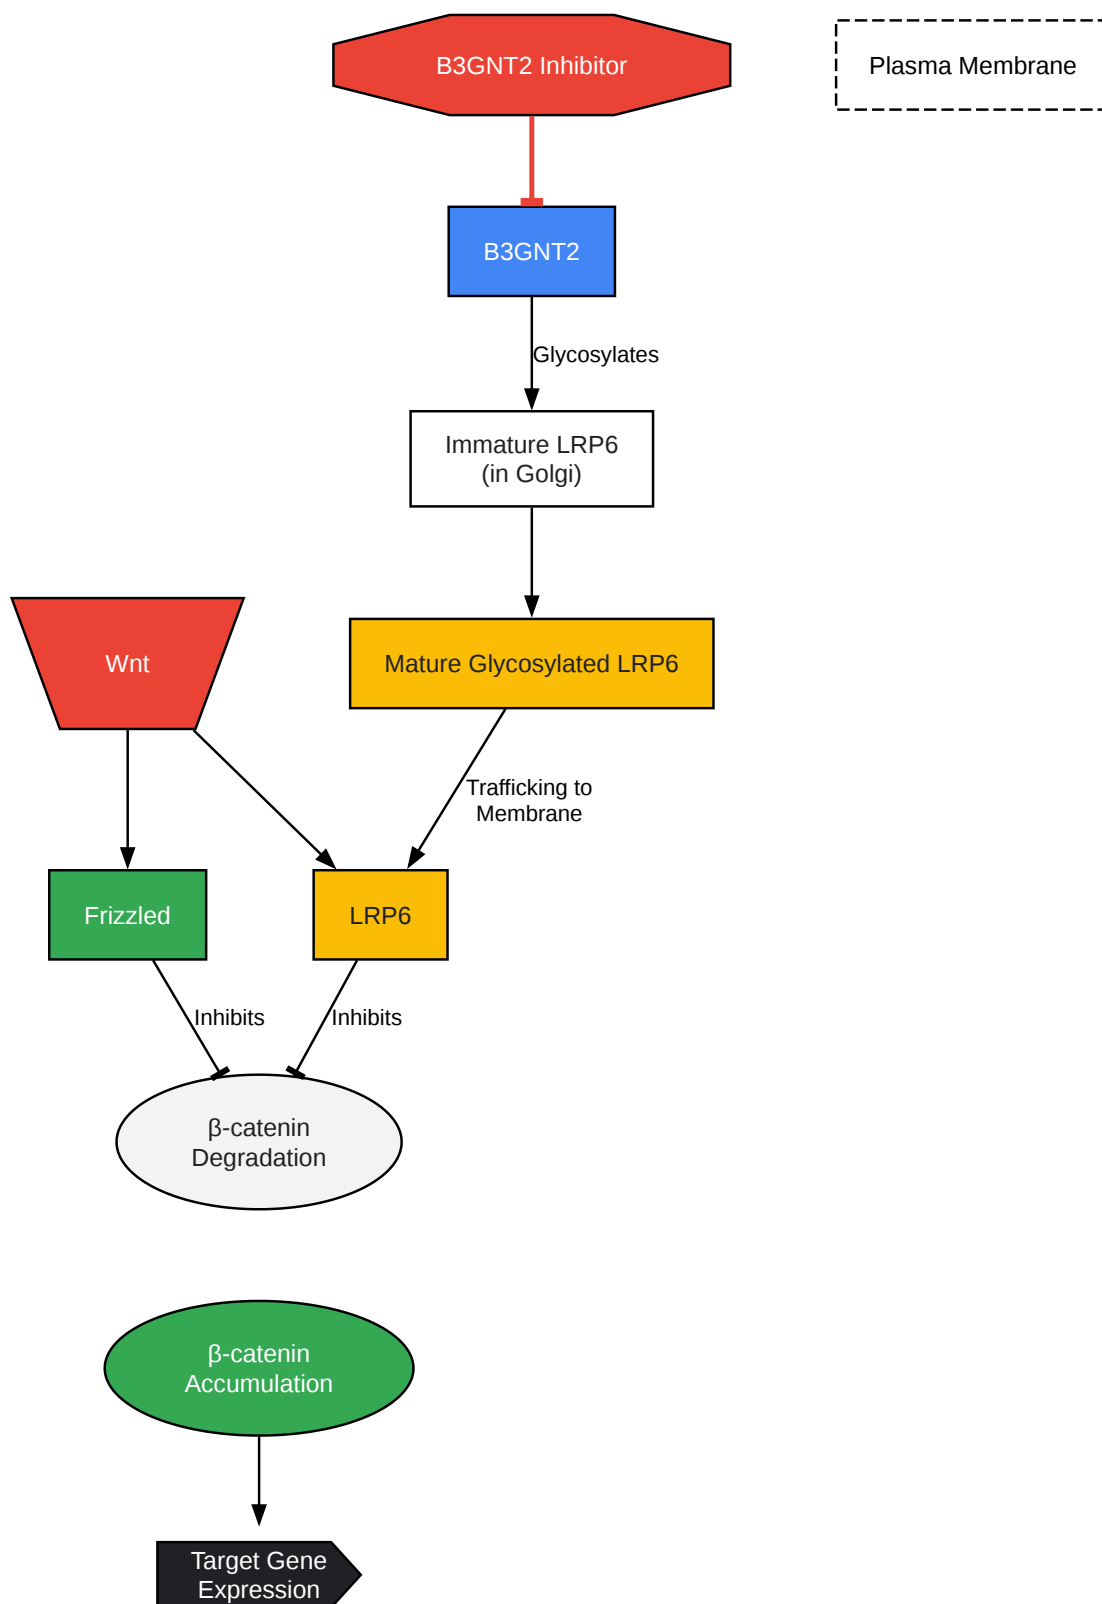 B3GNT2 Inhibitor
Plasma Membrane
B3GNT2
Glycosylates
Immature LRP6
(in Golgi)
Wnt
Mature Glycosylated LRP6
Trafficking to
Membrane
Frizzled
LRP6
Inhibits
Inhibits
β-catenin
Degradation
β-catenin
Accumulation
Target Gene
Expression